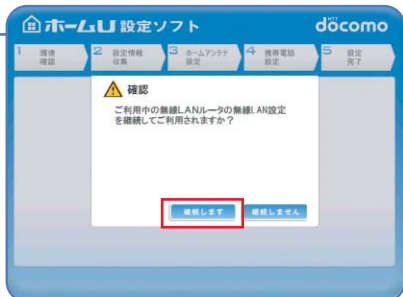 ホームU 設定ソフト
NTT
döcomo
1 環境
確認
2 設定情報
収集
3 ホームアンテナ
設定
4 携帯電話
設定
5 設定
完了
確認
ご利用中の無線LANルータの無線LAN設定
を継続してご利用されますか？
継続します
継続しません